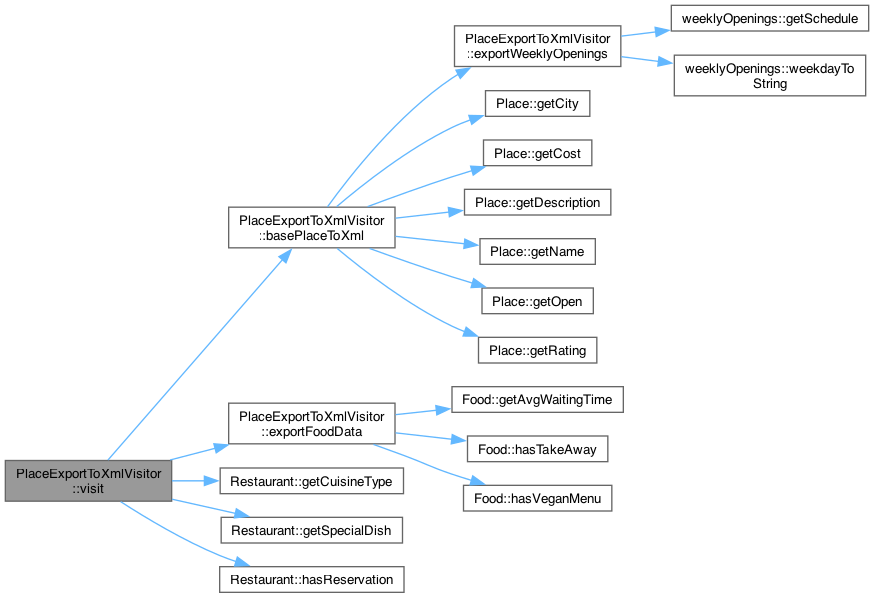 PlaceExportToXmlVisitor
::visit
PlaceExportToXmlVisitor
::basePlaceToXml
PlaceExportToXmlVisitor
::exportWeeklyOpenings
weeklyOpenings::getSchedule
weeklyOpenings::weekdayTo
String
Place::getCity
Place::getCost
Place::getDescription
Place::getName
Place::getOpen
Place::getRating
PlaceExportToXmlVisitor
::exportFoodData
Food::getAvgWaitingTime
Food::hasTakeAway
Food::hasVeganMenu
Restaurant::getCuisineType
Restaurant::getSpecialDish
Restaurant::hasReservation